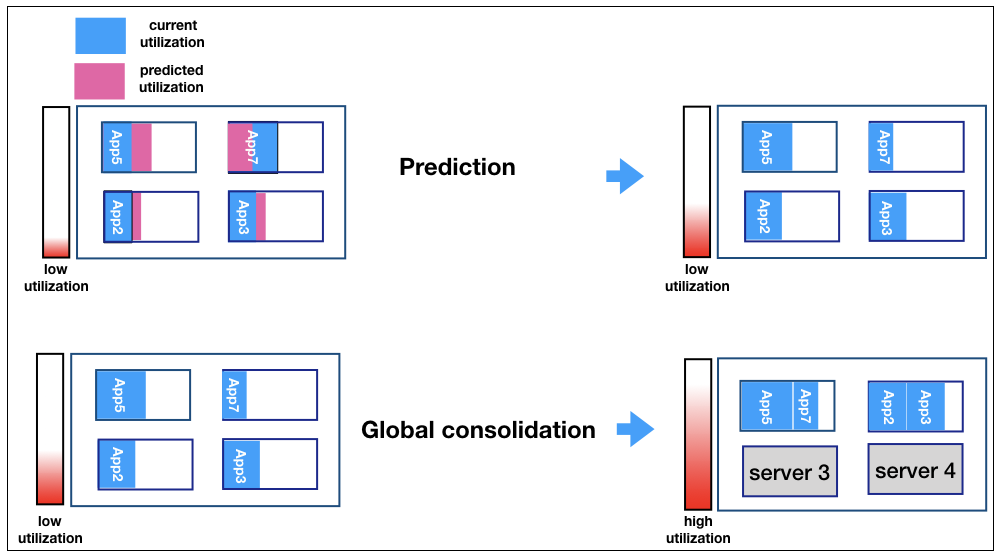 current
utilization
predicted
utilization
App5
App7
App2
App3
low
utilization
Prediction
App5
App7
App2
App3
low
utilization
App5
App7
App2
App3
low
utilization
Global consolidation
App5
App7
App2
App3
server 3
server 4
high
utilization